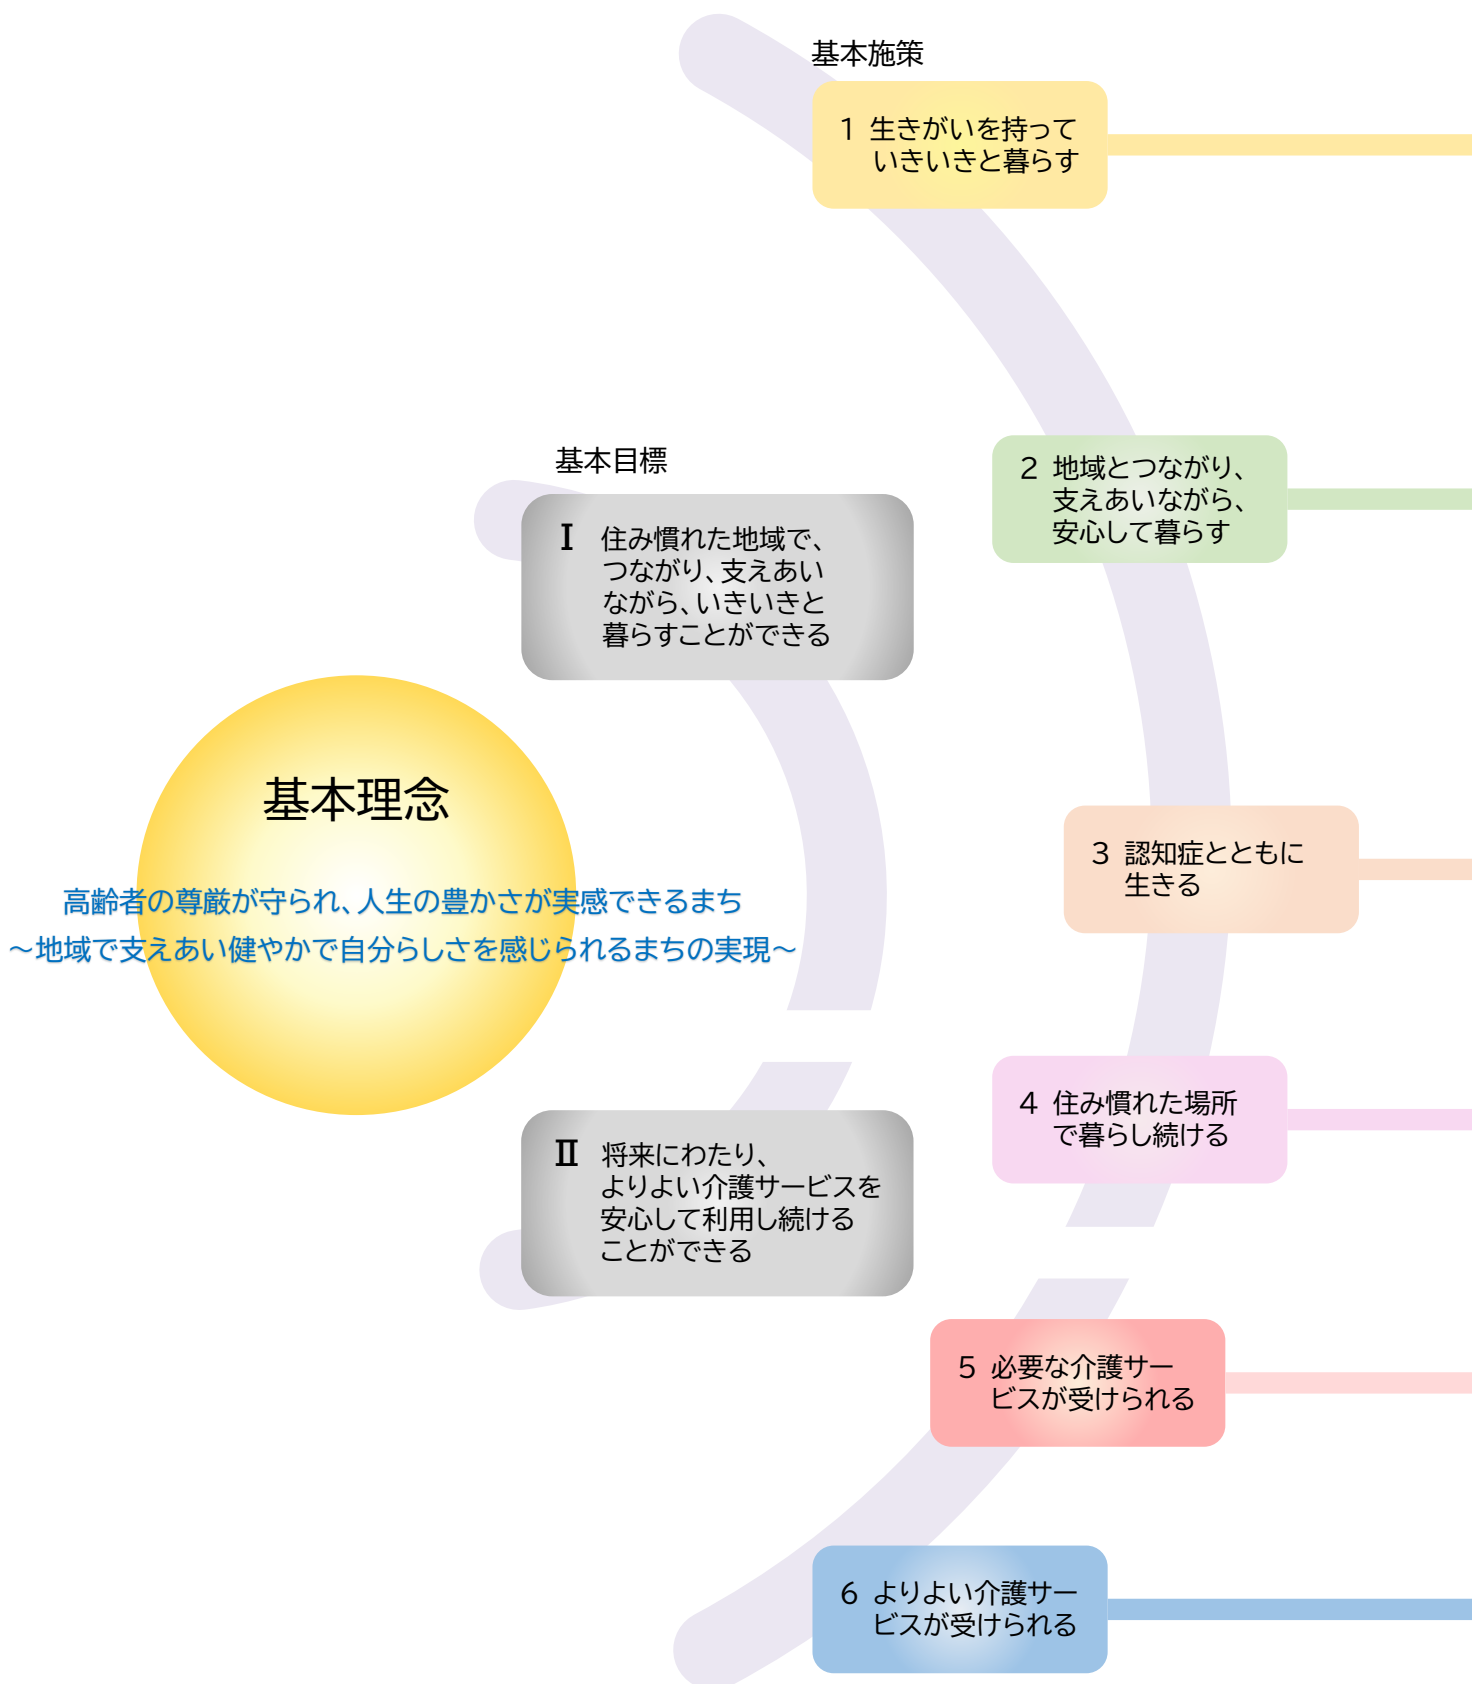 基本施策
1 生きがいを持って
いきいきと暮らす
2 地域とつながり、
支えあいながら、
安心して暮らす
基本目標
Ⅰ 住み慣れた地域で、
つながり、支えあい
ながら、いきいきと
暮らすことができる
基本理念
高齢者の尊厳が守られ、人生の豊かさが実感できるまち
～地域で支えあい健やかで自分らしさを感じられるまちの実現～
3 認知症とともに
生きる
4 住み慣れた場所
で暮らし続ける
Ⅱ 将来にわたり、
よりよい介護サービスを
安心して利用し続ける
ことができる
5 必要な介護サー
ビスが受けられる
6 よりよい介護サー
ビスが受けられる